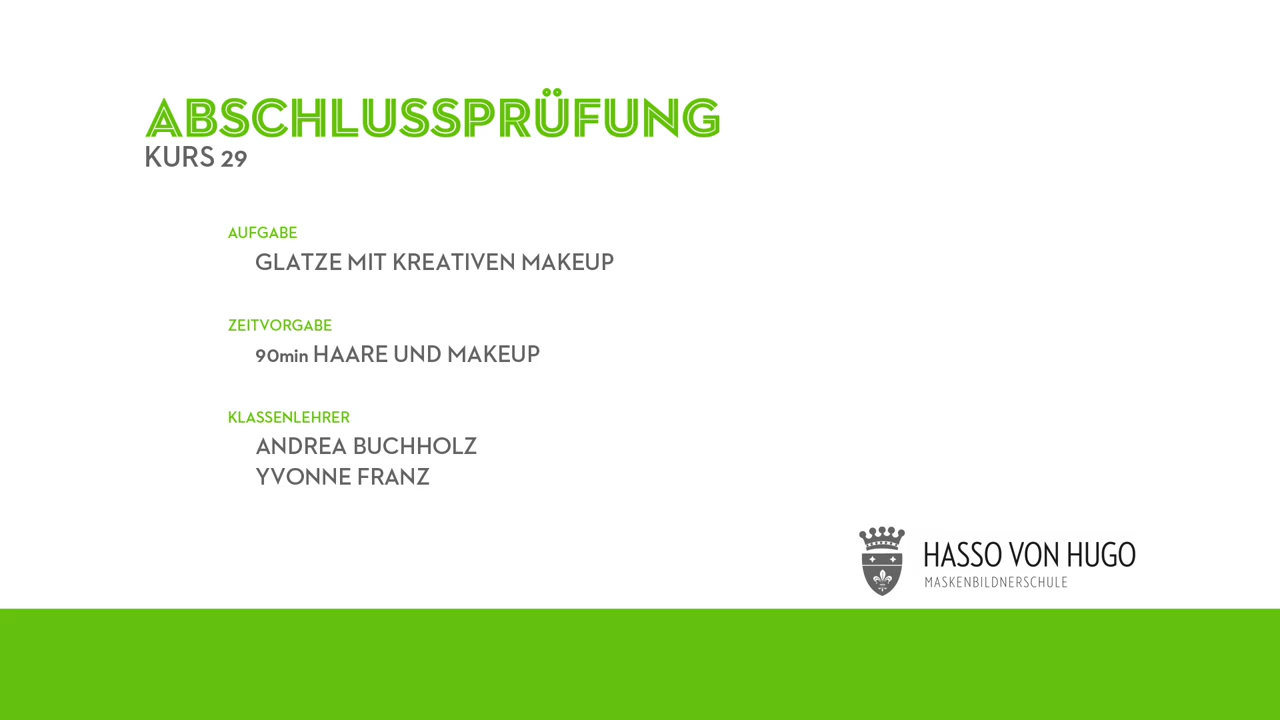 ABSCHLUSSPRÜFUNG
KURS 29
AUFGABE
GLATZE MIT KREATIVEN MAKEUP
ZEITVORGABE
90min HAARE UND MAKEUP
KLASSENLEHRER
ANDREA BUCHHOLZ
YVONNE FRANZ
HASSO VON HUGO
MASKENBILDNERSCHULE